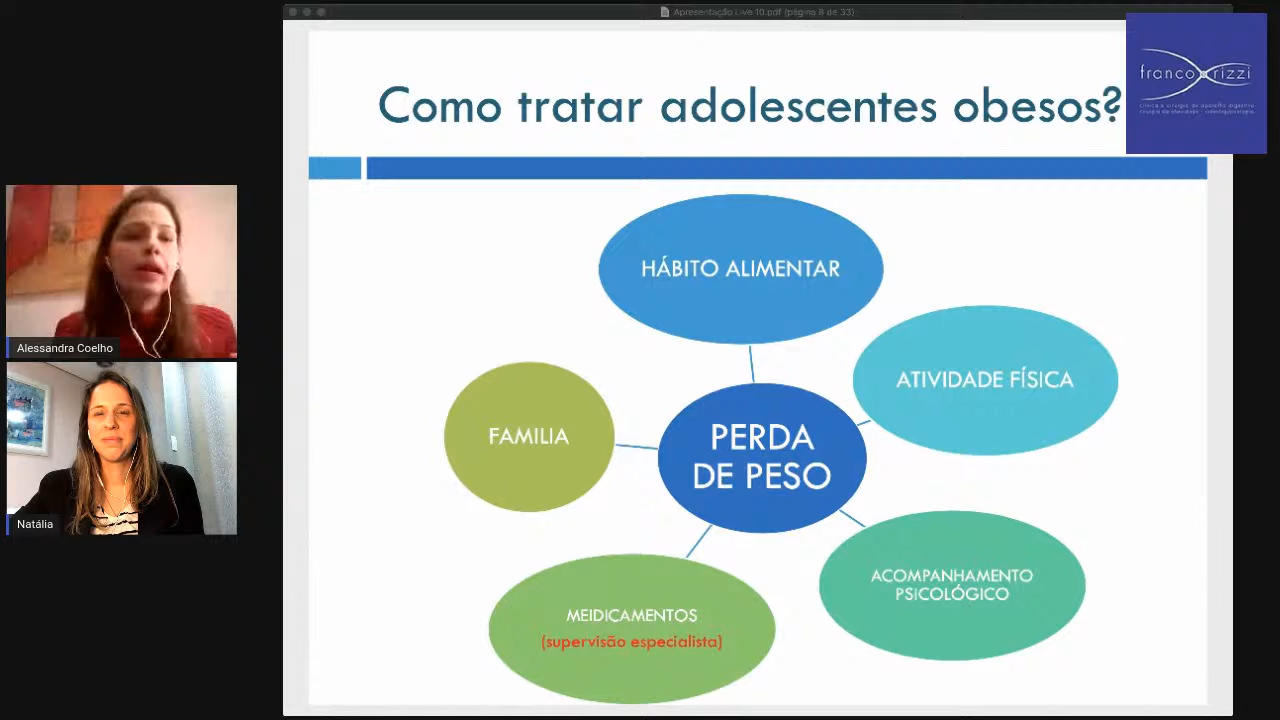 Apresentação Live 10.pdf (página 8 de 33)
franco rizzi
Como tratar adolescentes obesos?
HÁBITO ALIMENTAR
ATIVIDADE FÍSICA
FAMILIA
PERDA
DE PESO
ACOMPANHAMENTO
PSICOLÓGICO
MEIDICAMENTOS
(supervisão especialista)
Alessandra Coelho
Natália